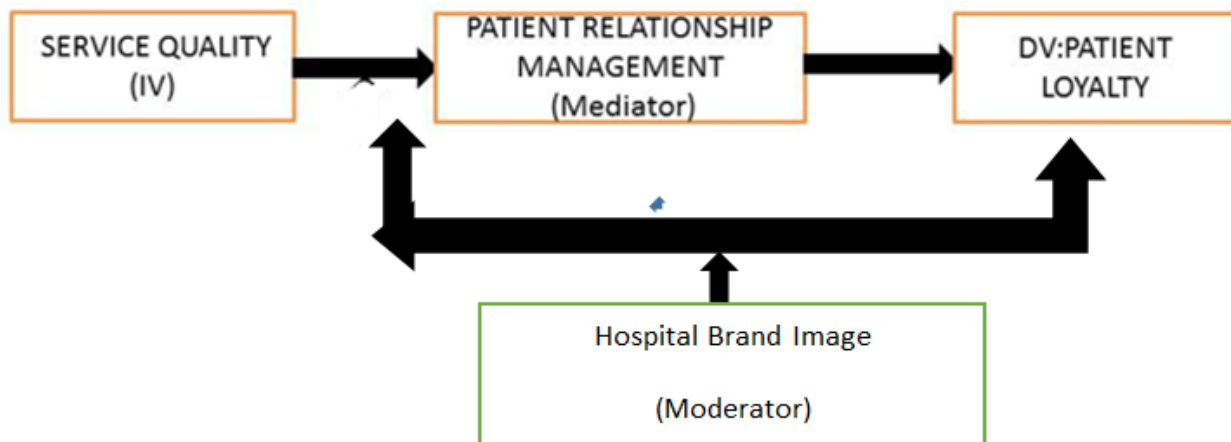 SERVICE QUALITY
(IV)
PATIENT RELATIONSHIP
MANAGEMENT
(Mediator)
DV:PATIENT
LOYALTY
Hospital Brand Image
(Moderator)